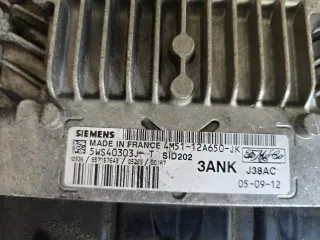 SIEMENS
MADE IN FRANCE 4M51-12A650-JK
5WS40303J- T SID202
3ANK J38AC
05-09-12